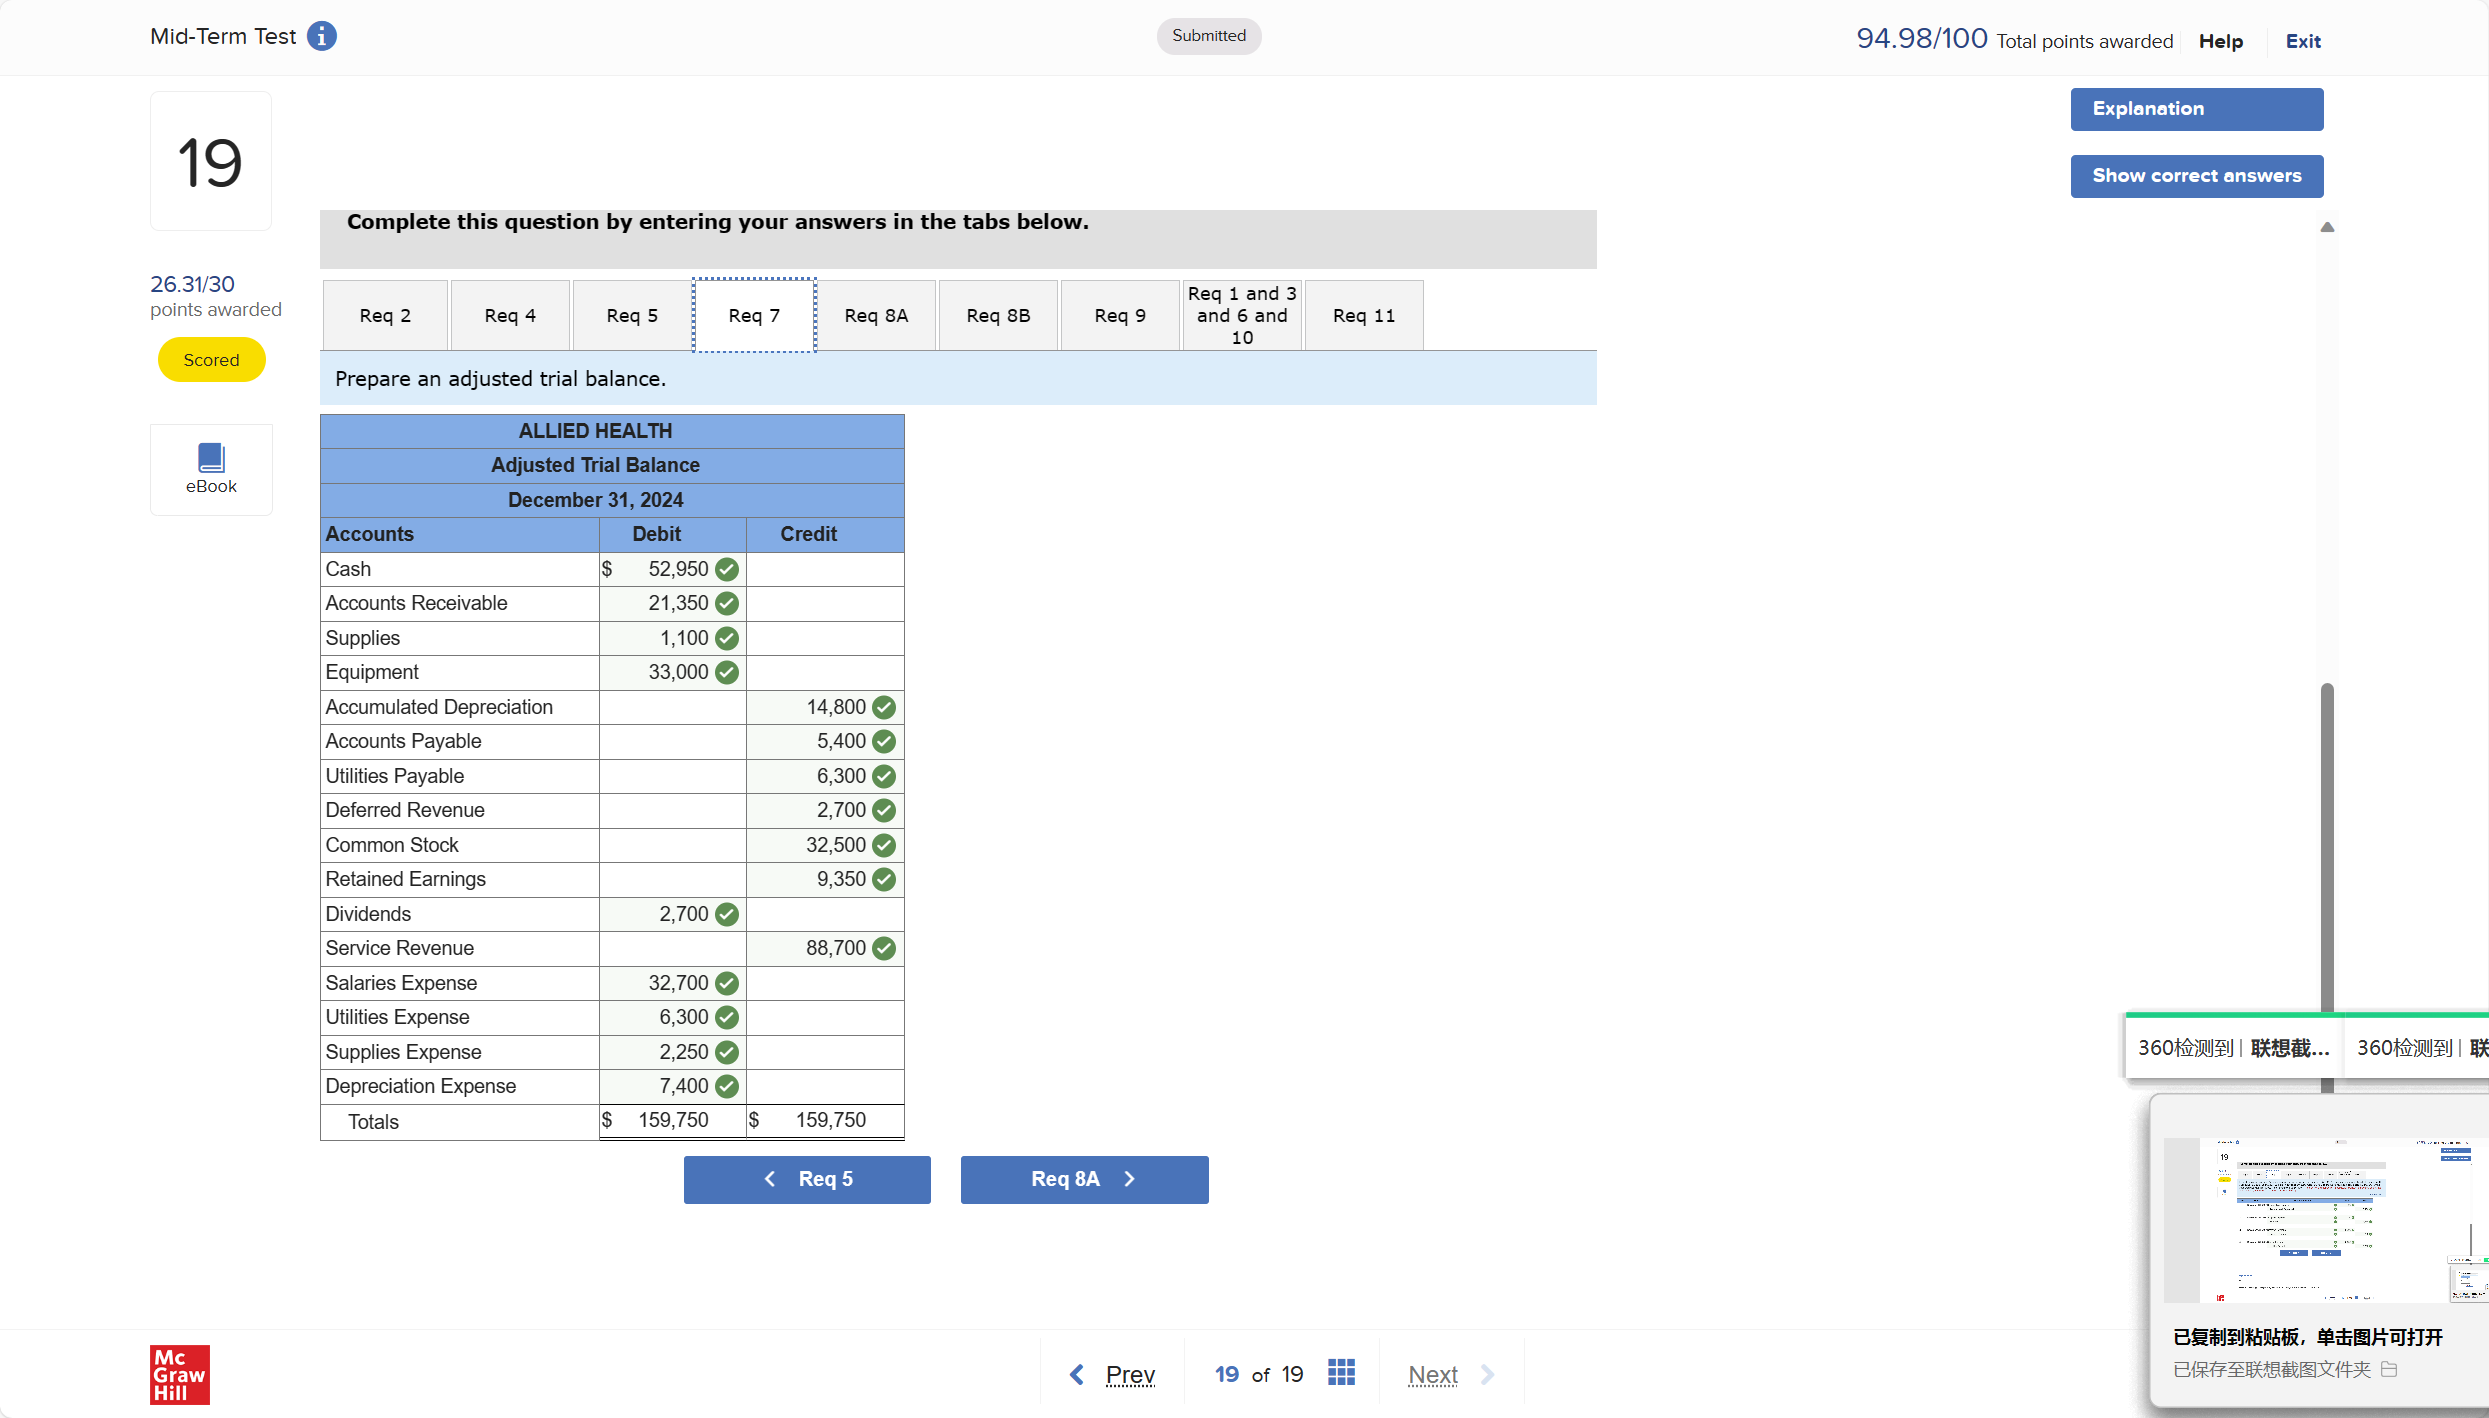 Mid-Term Test
Submitted
94.98/100 Total points awarded
Help
Exit
19
Explanation
Show correct answers
26.31/30
points awarded
Scored
eBook
Complete this question by entering your answers in the tabs below.
Req 2
Req 4
Req 5
Req 7
Req 8A
Req 8B
Req 9
Req 1 and 3
and 6 and
10
Req 11
Prepare an adjusted trial balance.
ALLIED HEALTH
Adjusted Trial Balance
December 31, 2024
Accounts Debit Credit
Cash $ 52,950
Accounts Receivable 21,350
Supplies 1,100
Equipment 33,000
Accumulated Depreciation 14,800
Accounts Payable 5,400
Utilities Payable 6,300
Deferred Revenue 2,700
Common Stock 32,500
Retained Earnings 9,350
Dividends 2,700
Service Revenue 88,700
Salaries Expense 32,700
Utilities Expense 6,300
Supplies Expense 2,250
Depreciation Expense 7,400
Totals $ 159,750 $ 159,750
Req 5
Req 8A
360检测到 | 联想截...
360检测到 | 联
19
已复制到粘贴板，单击图片可打开
已保存至联想截图文件夹
Mc
Graw
Hill
Prev
19 of 19
Next